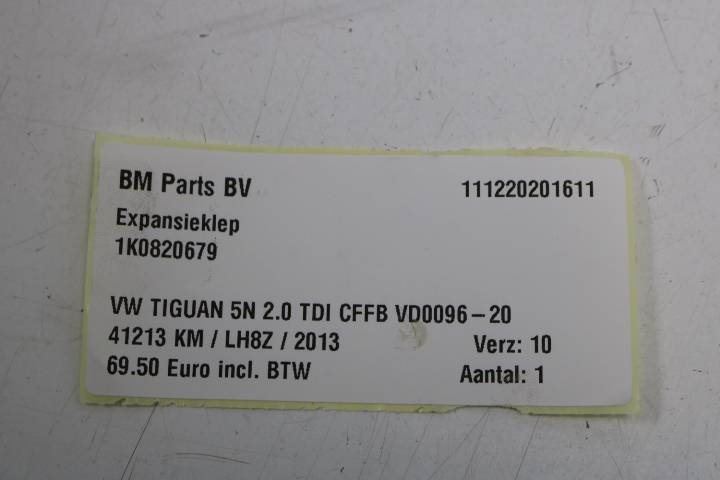 BM Parts BV 111220201611
Expansieklep
1K0820679
VW TIGUAN 5N 2.0 TDI CFFB VD0096-20
41213 KM / LH8Z / 2013 Verz: 10
69.50 Euro incl. BTW Aantal: 1